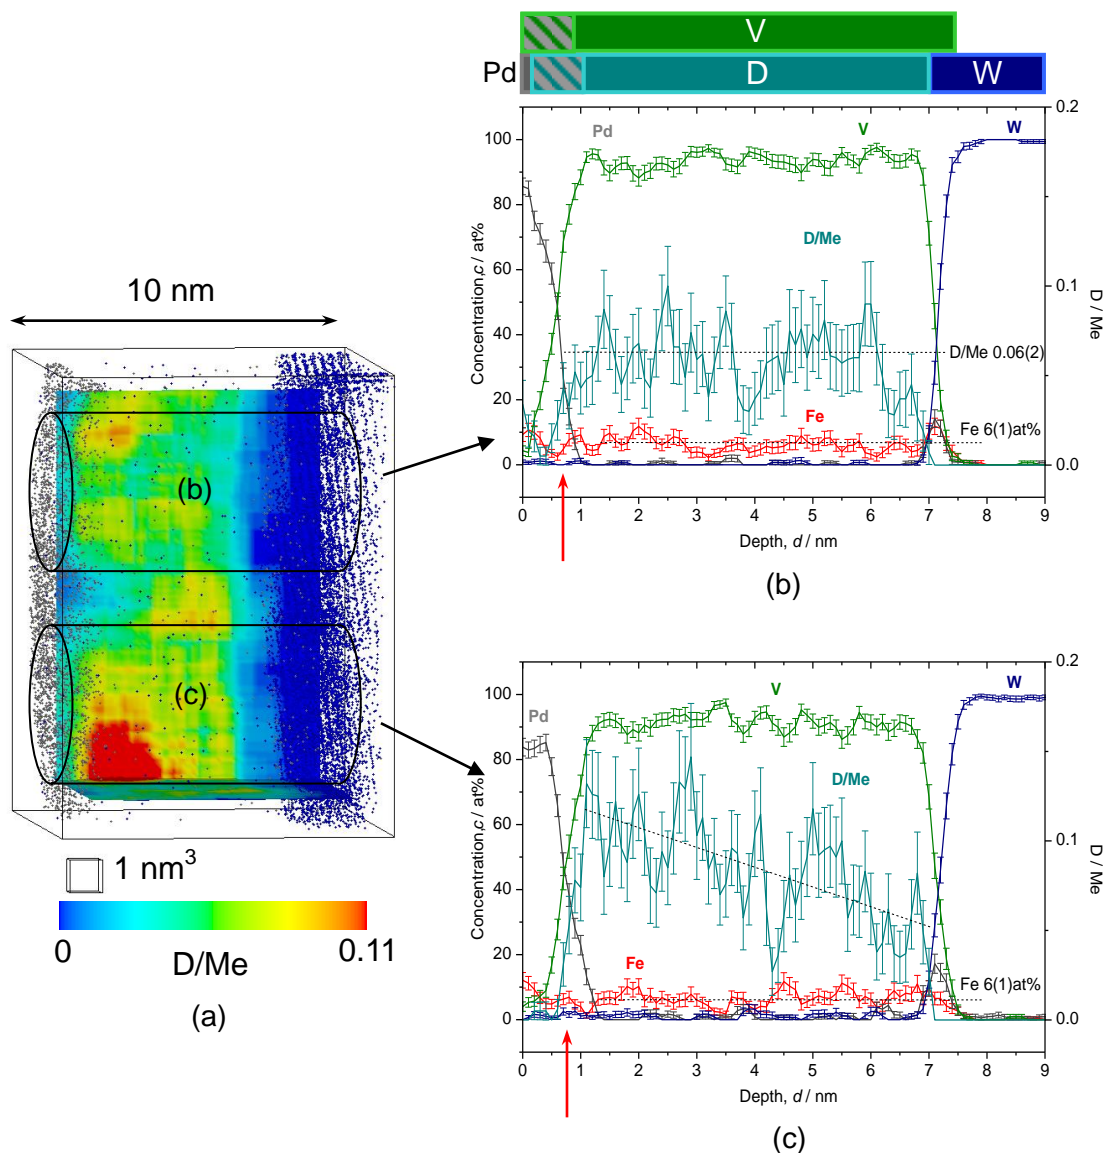 V
Pd
D
W
Pd
V
W
D/Me
D/Me 0.06(2)
Fe
Fe 6(1)at%
Concentration,c / at%
100
80
60
40
20
0
0.2
0.1
0.0
D / Me
0 1 2 3 4 5 6 7 8 9
Depth, d / nm
(b)
10 nm
(b)
(c)
1 nm3
0 0.11
D/Me
(a)
Pd
V
W
D/Me
Fe
Fe 6(1)at%
Concentration,c / at%
100
80
60
40
20
0
0.2
0.1
0.0
D / Me
0 1 2 3 4 5 6 7 8 9
Depth, d / nm
(c)